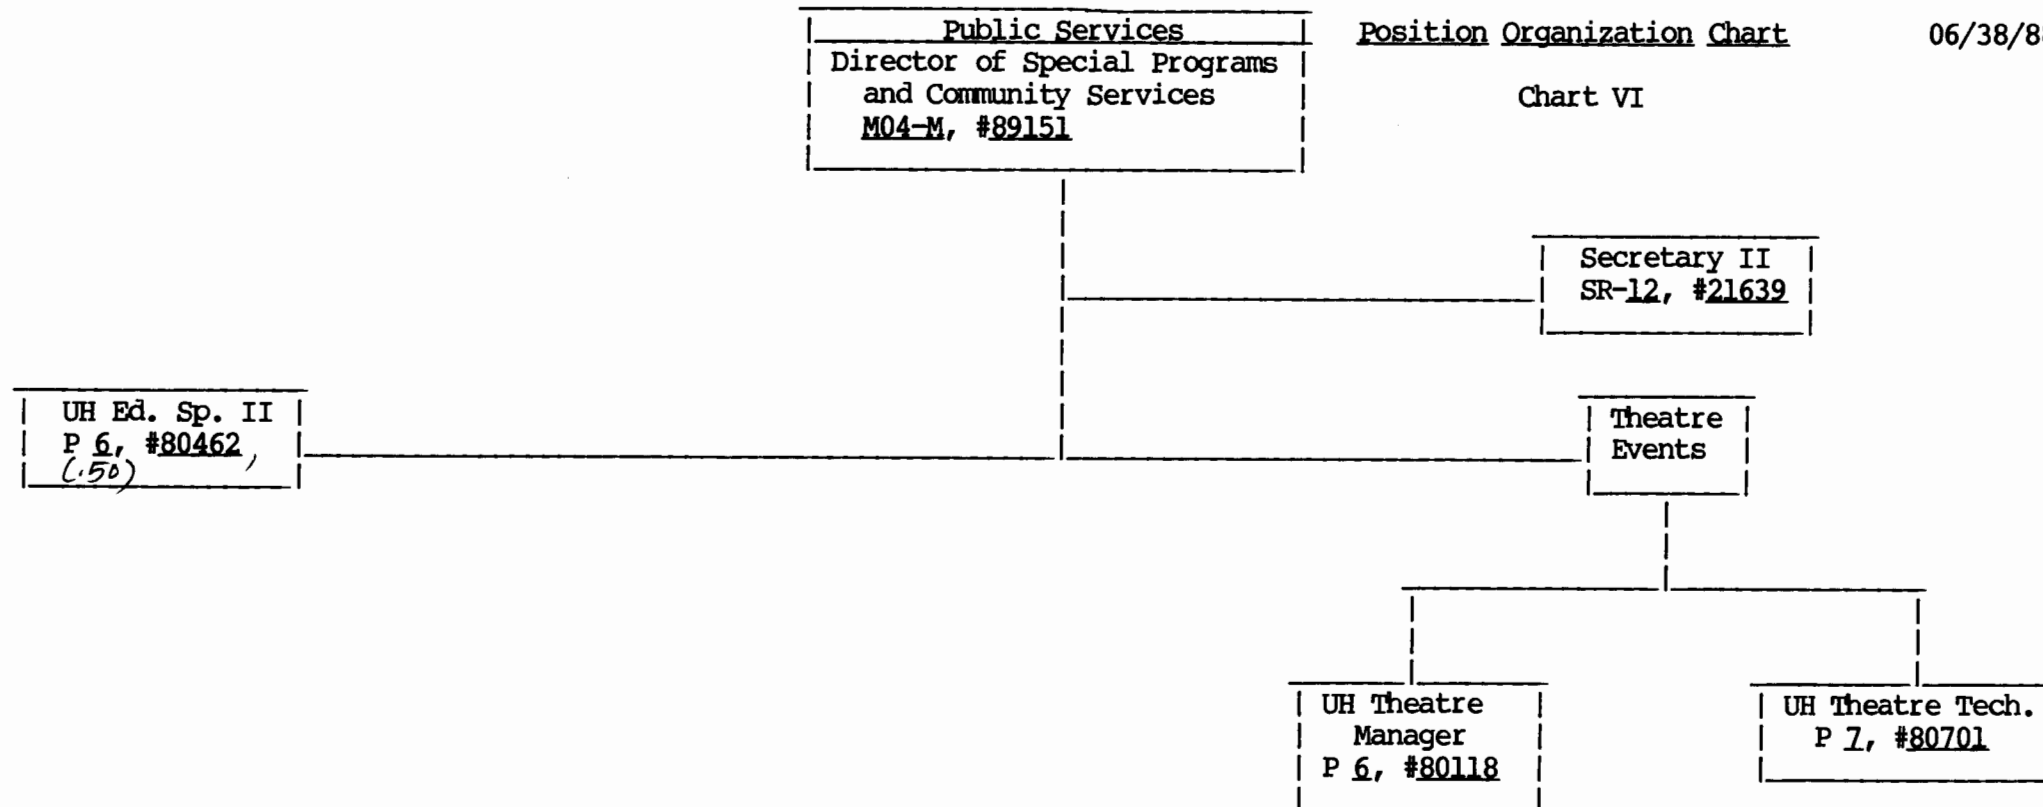 Public Services
Position Organization Chart
06/38/8
Director of Special Programs
and Community Services
M04-M, #89151
Chart VI
Secretary II
SR-12, #21639
UH Ed. Sp. II
P 6, #80462,
(.50)
Theatre
Events
UH Theatre
Manager
P 6, #80118
UH Theatre Tech.
P 7, #80701